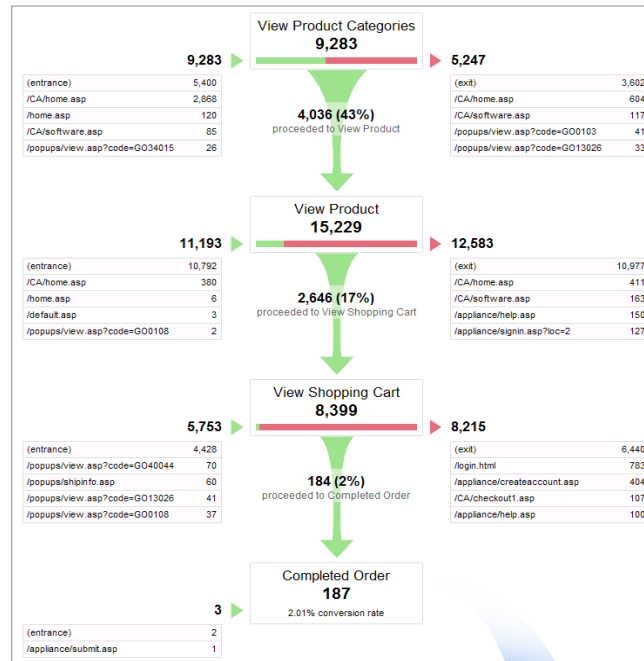 View Product Categories
9,283
9,283
5,247
(entrance) 5,400
/CA/home.asp 2,868
/home.asp 120
/CA/software.asp 85
/popups/view.asp?code=GO34015 26
(exit) 3,602
/CA/home.asp 604
/CA/software.asp 117
/popups/view.asp?code=GO0103 41
/popups/view.asp?code=GO13026 33
4,036 (43%)
proceeded to View Product
View Product
15,229
11,193
12,583
(entrance) 10,792
/CA/home.asp 380
/home.asp 6
/default.asp 3
/popups/view.asp?code=GO0108 2
(exit) 10,977
/CA/home.asp 411
/CA/software.asp 163
/appliance/help.asp 150
/appliance/signin.asp?loc=2 127
2,646 (17%)
proceeded to View Shopping Cart
View Shopping Cart
8,399
5,753
8,215
(entrance) 4,428
/popups/view.asp?code=GO40044 70
/popups/shipinfo.asp 60
/popups/view.asp?code=GO13026 41
/popups/view.asp?code=GO0108 37
(exit) 6,440
/login.html 783
/appliance/createaccount.asp 404
/CA/checkout1.asp 107
/appliance/help.asp 100
184 (2%)
proceeded to Completed Order
Completed Order
187
2.01% conversion rate
3
(entrance) 2
/appliance/submit.asp 1